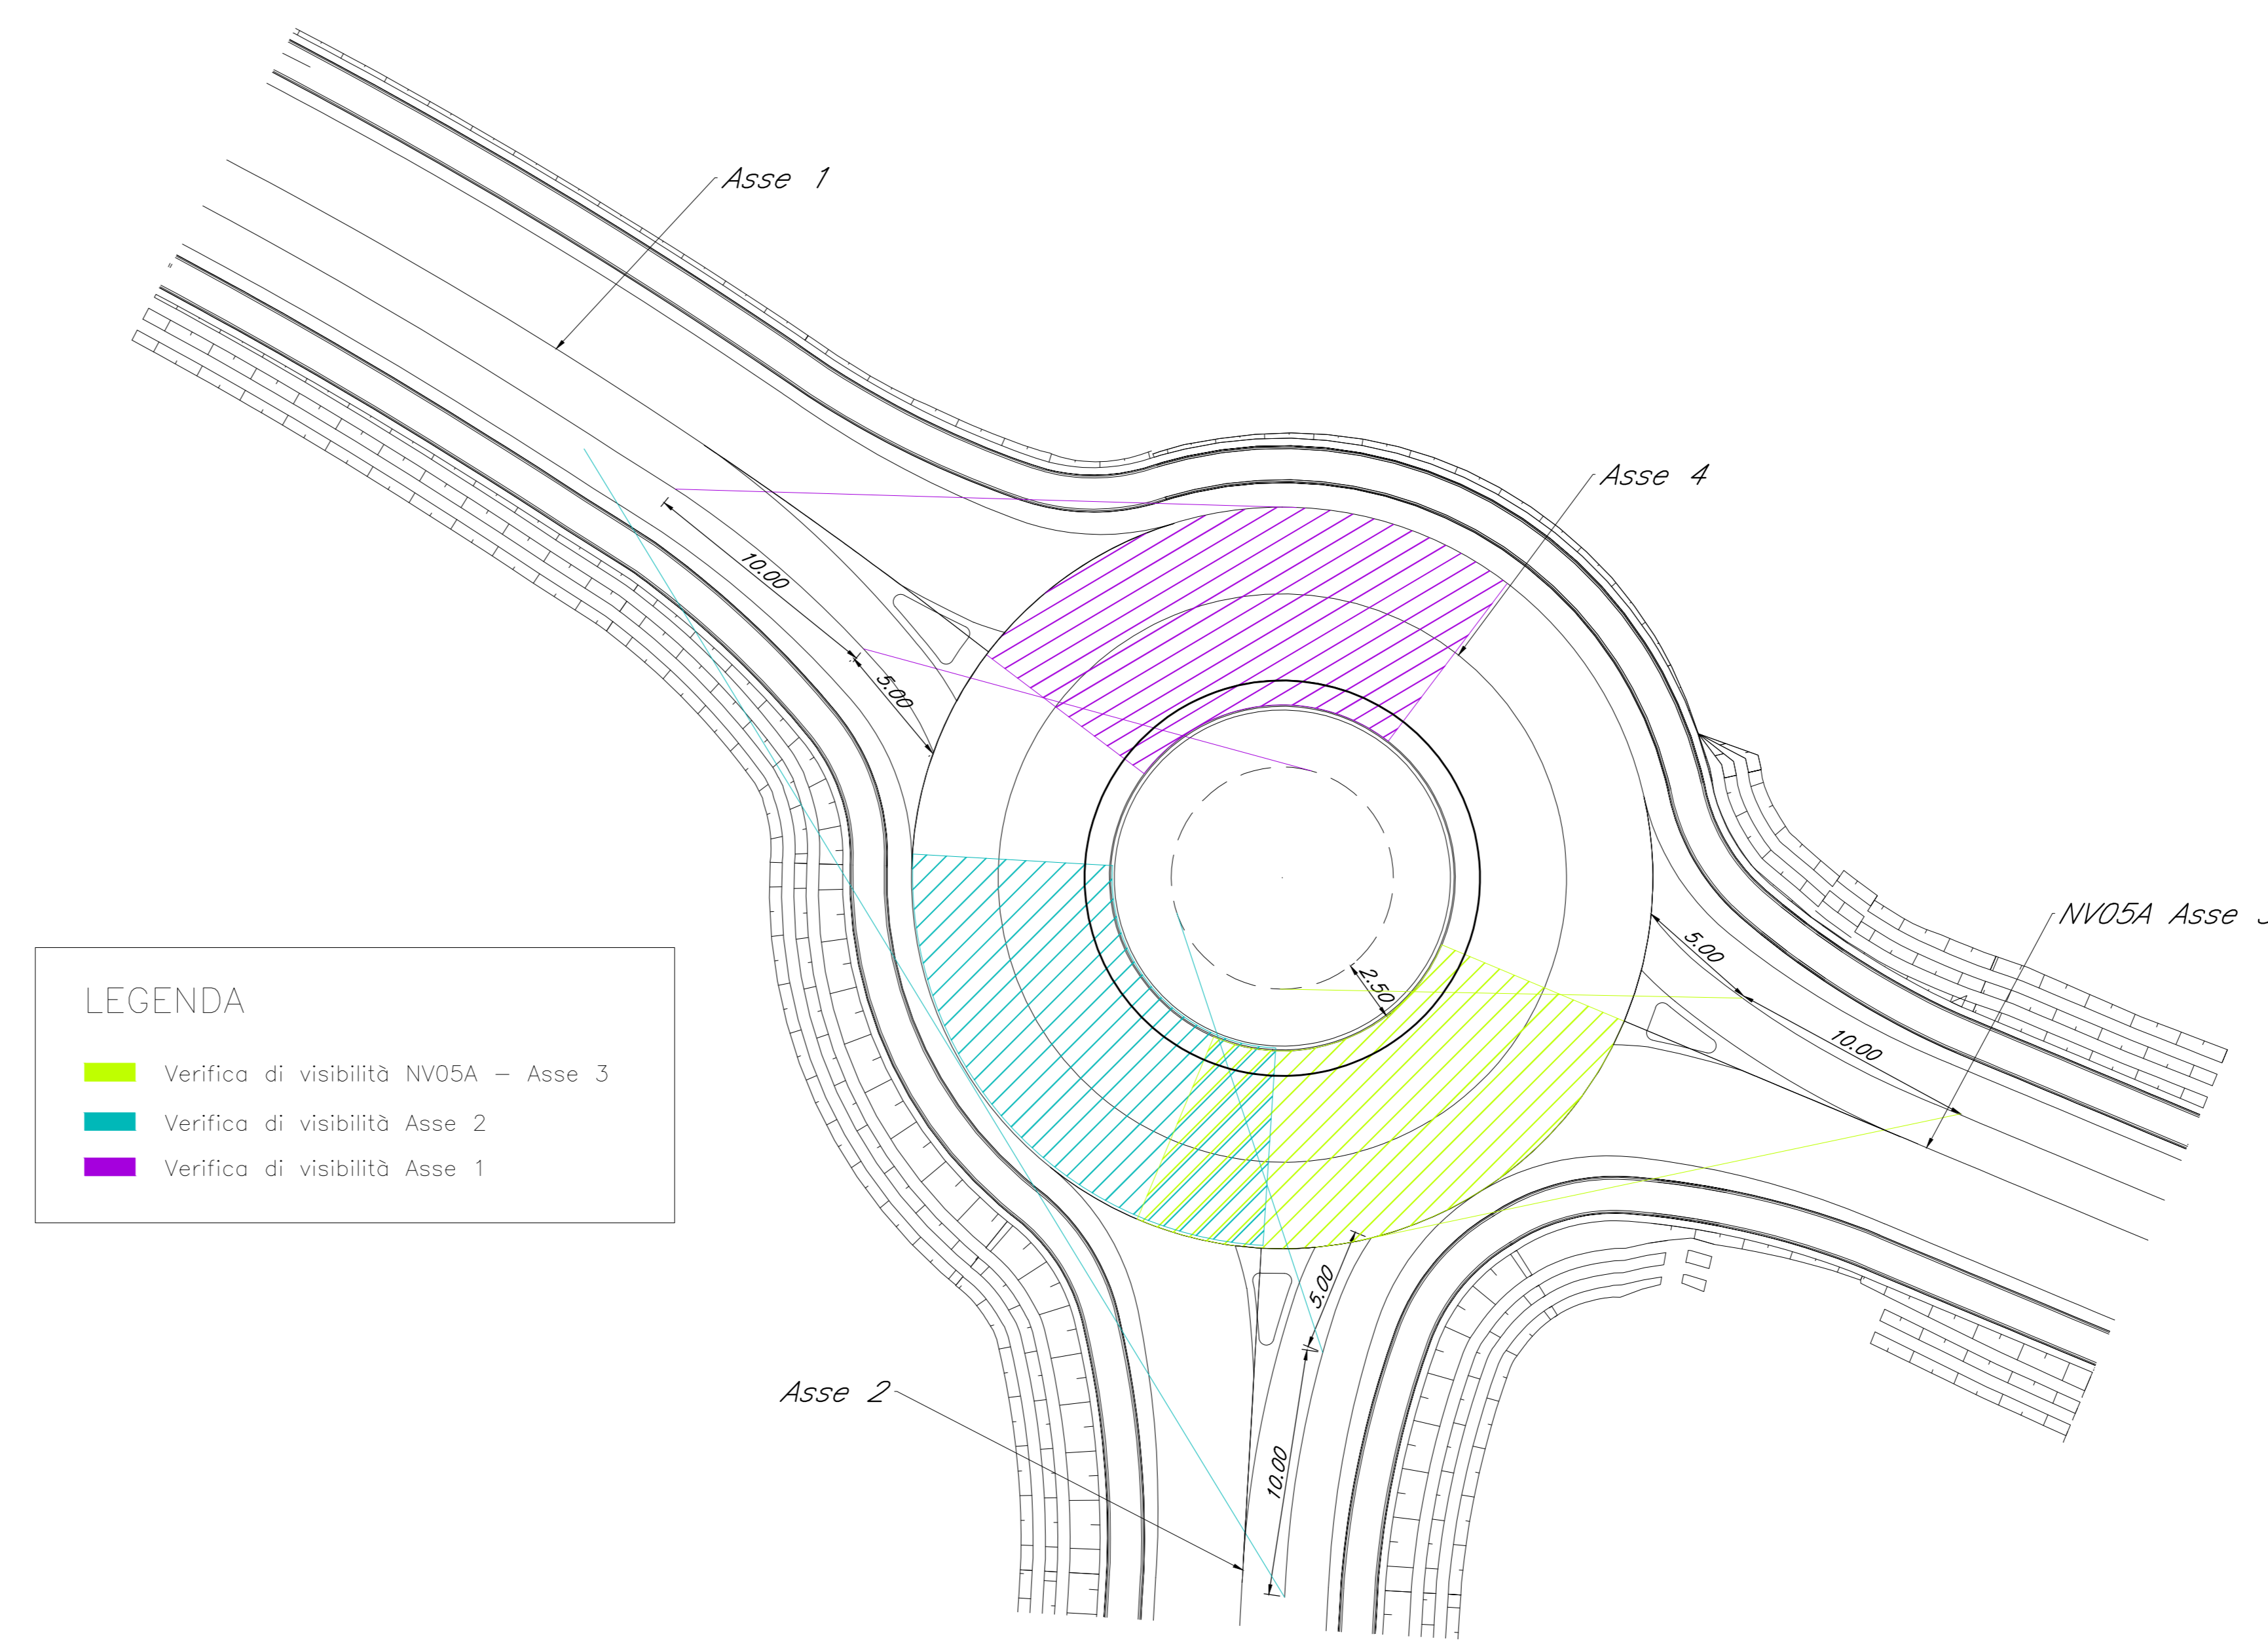 Asse 1
Asse 4
10.00
5.00
NV05A Asse
5.00
2.50
10.00
LEGENDA
Verifica di visibilità NV05A – Asse 3
Verifica di visibilità Asse 2
Verifica di visibilità Asse 1
5.00
Asse 2
10.00